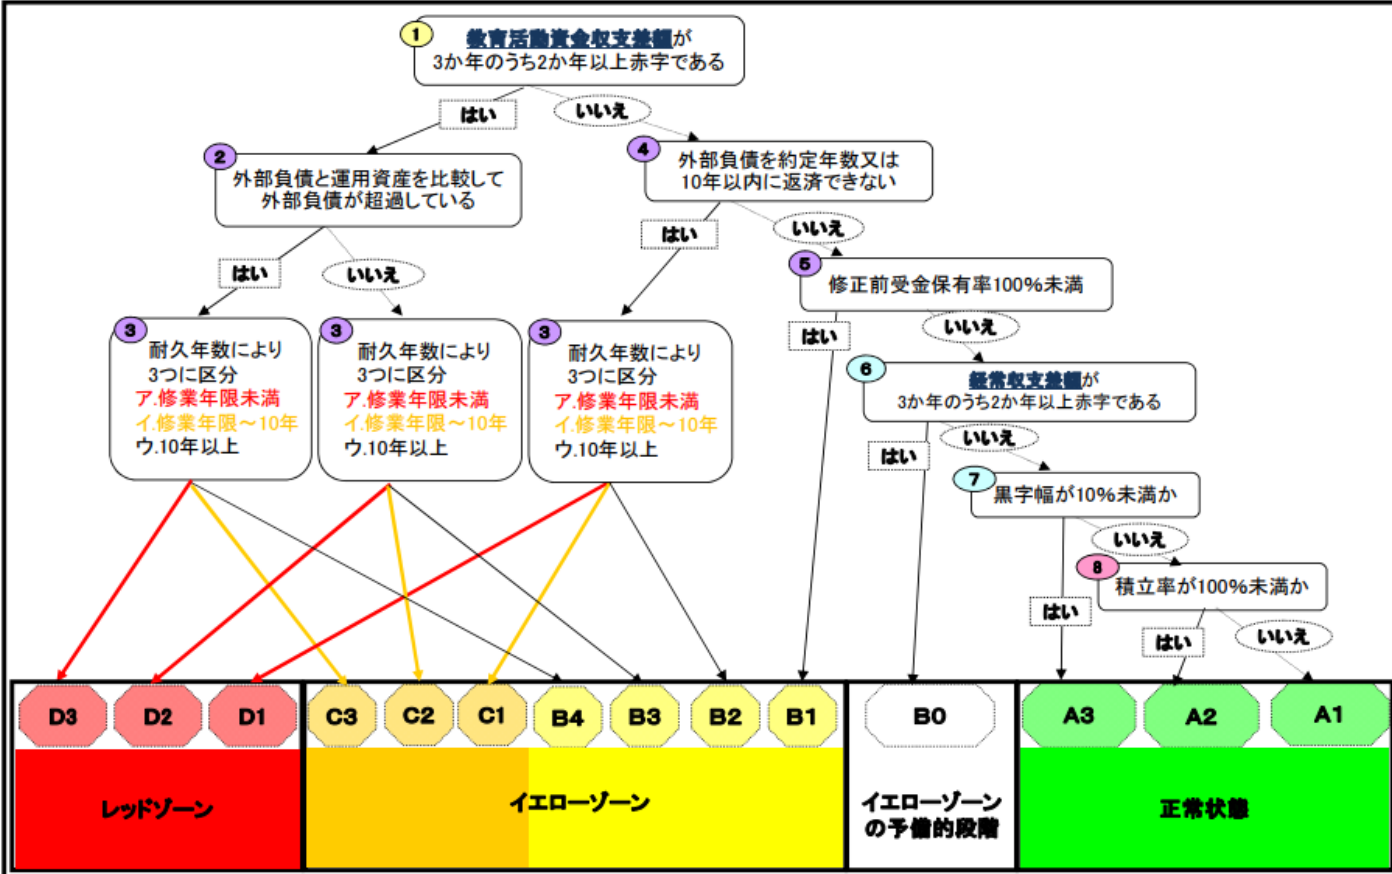 1
教育活動資金収支差額が
3か年のうち2か年以上赤字である
はい
いいえ
2
外部負債と運用資産を比較して
外部負債が超過している
4
外部負債を約定年数又は
10年以内に返済できない
はい
いいえ
はい
いいえ
5
修正前受金保有率100%未満
3
耐久年数により
3つに区分
ア.修業年限未満
イ.修業年限～10年
ウ.10年以上
3
耐久年数により
3つに区分
ア.修業年限未満
イ.修業年限～10年
ウ.10年以上
3
耐久年数により
3つに区分
ア.修業年限未満
イ.修業年限～10年
ウ.10年以上
はい
いいえ
6
経常収支差額が
3か年のうち2か年以上赤字である
はい
いいえ
7
黒字幅が10%未満か
はい
いいえ
8
積立率が100%未満か
はい
いいえ
D3
D2
D1
C3
C2
C1
B4
B3
B2
B1
B0
A3
A2
A1
レッドゾーン
イエローゾーン
イエローゾーン
の予備的段階
正常状態